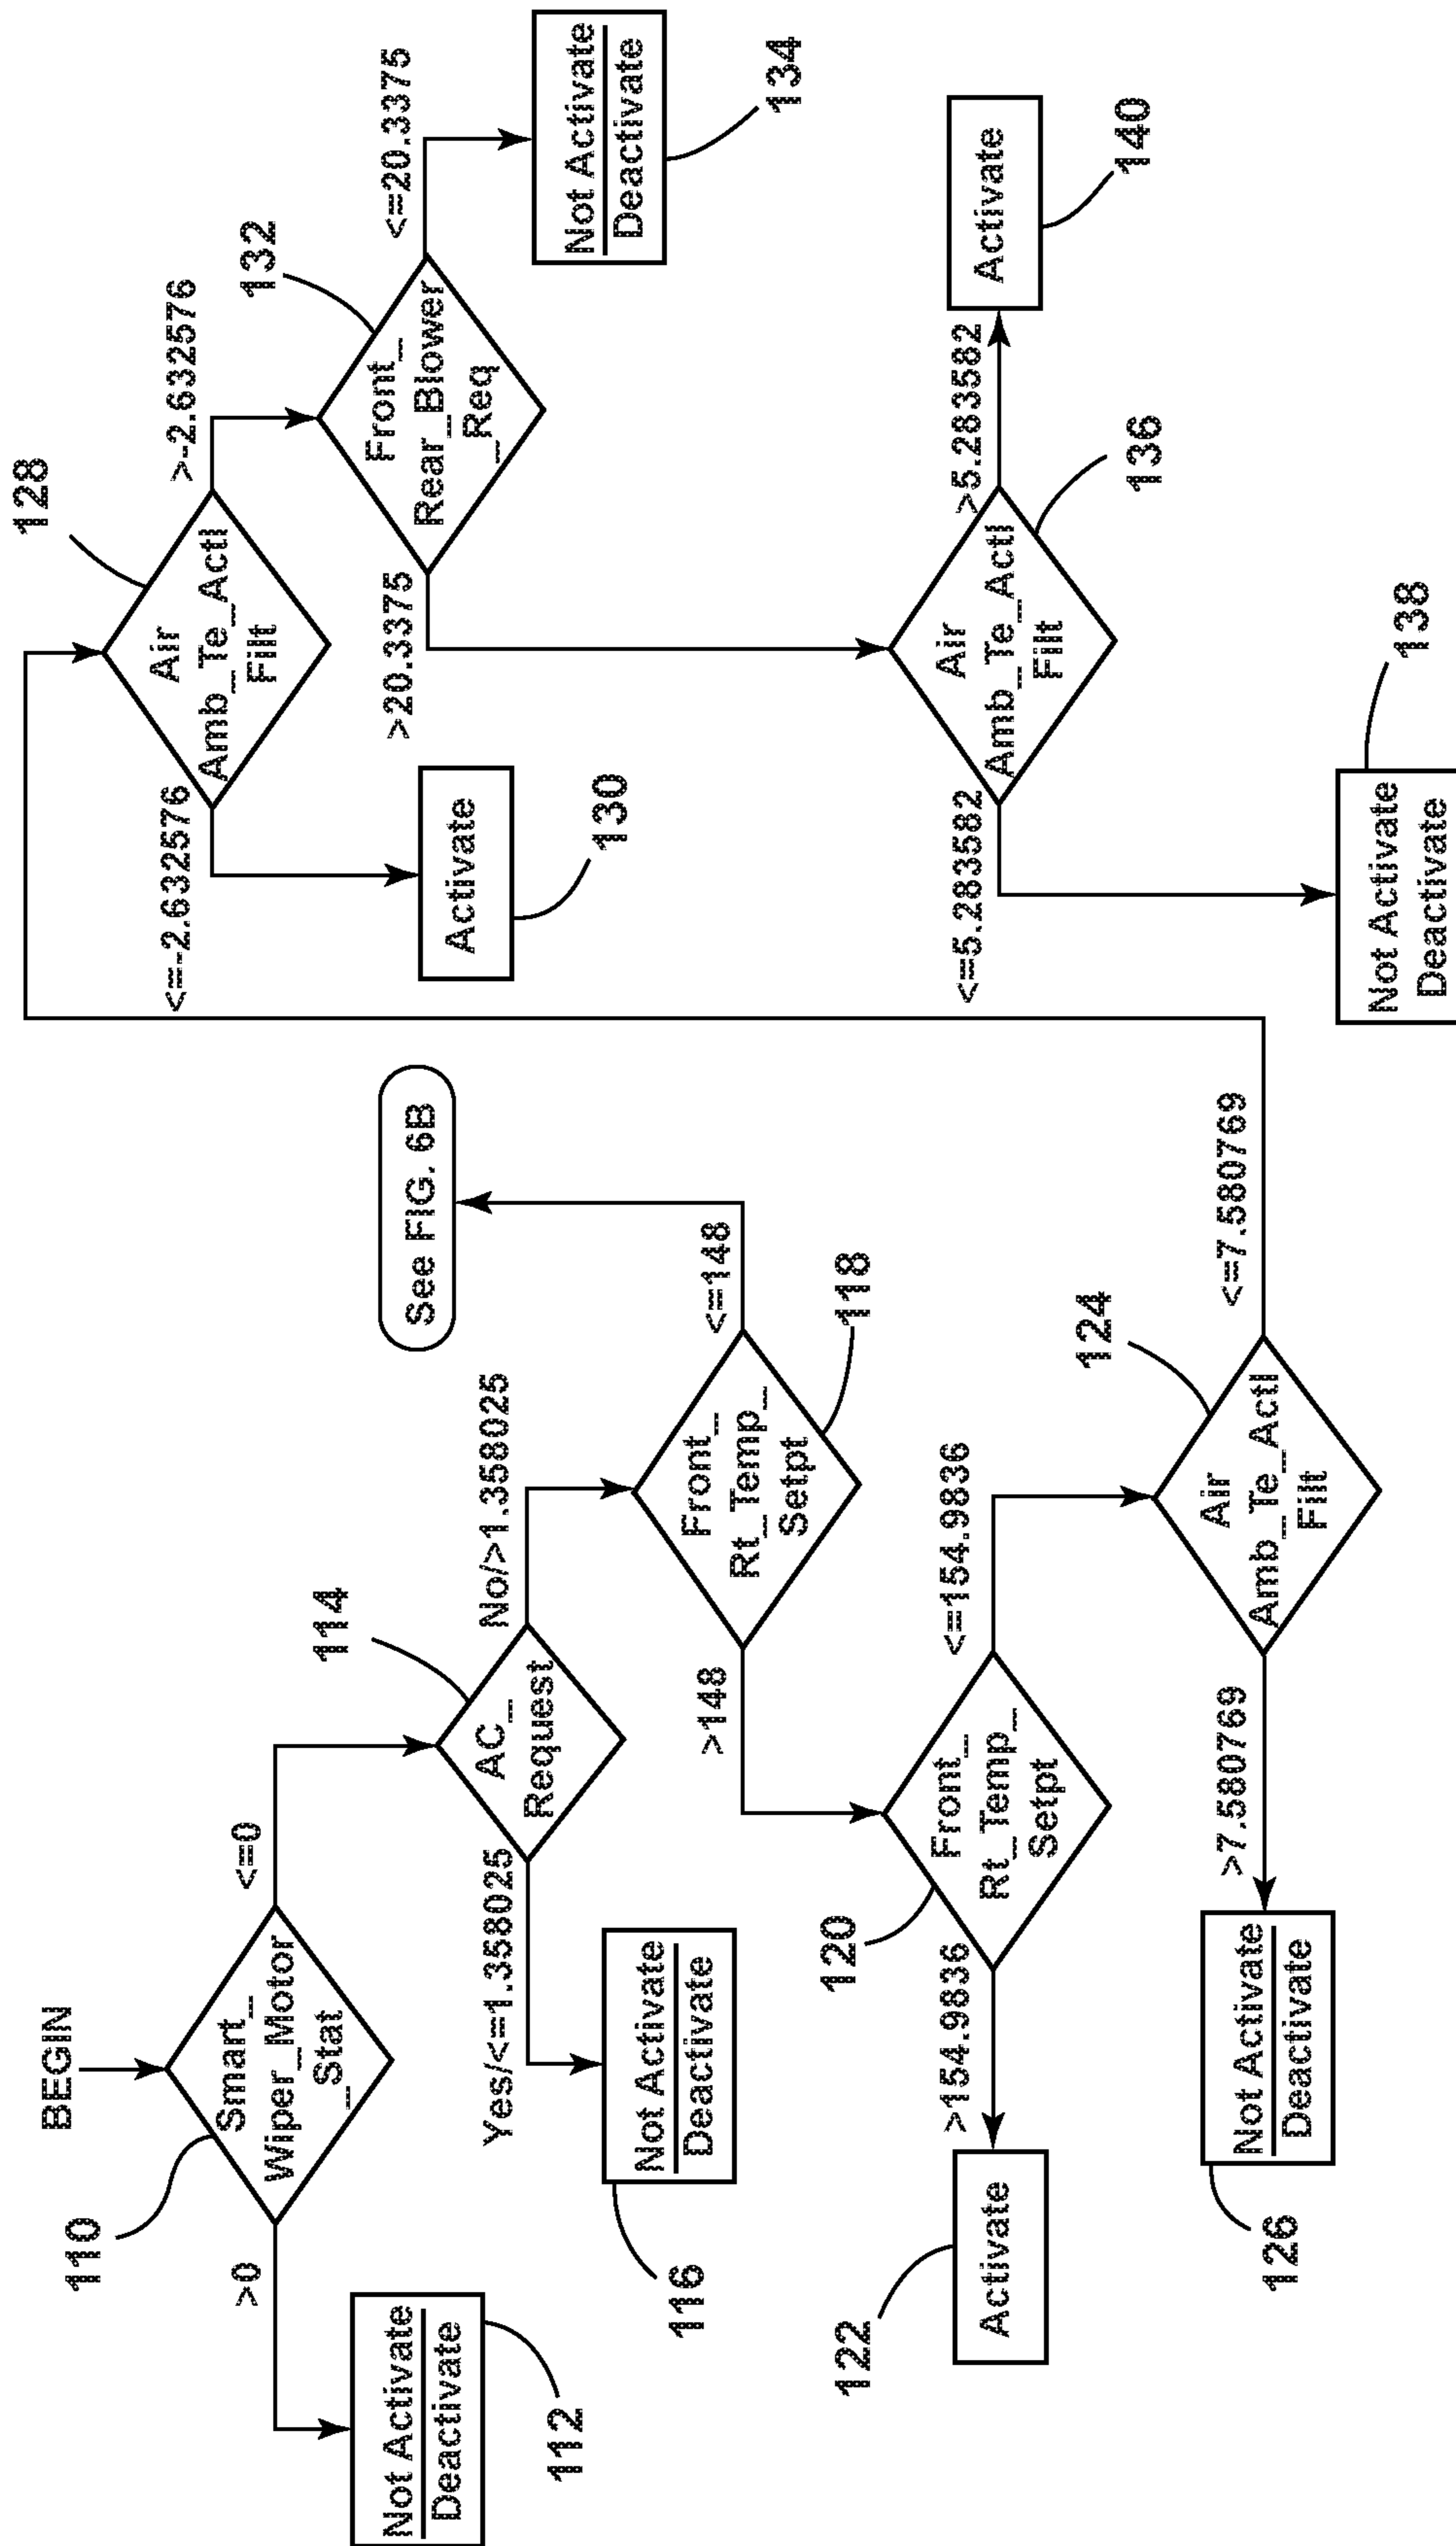 BEGIN
110
Smart_
Wiper_Motor
_Stat
>0
<=0
Not Activate
Deactivate
112
114
AC_
Request
Yes/<=1.358025
No/>1.358025
Not Activate
Deactivate
116
Front_
Rt_Temp_
Setpt
118
>148
<=148
See FIG. 6B
120
Front_
Rt_Temp_
Setpt
>154.9836
<=154.9836
Activate
122
124
Air
Amb_Te_Actl
Filt
>7.580769
<=7.580769
Not Activate
Deactivate
126
128
Air
Amb_Te_Actl
Filt
<=-2.632576
>-2.632576
Activate
130
132
Front_
Rear_Blower
_Req
>20.3375
<=20.3375
Not Activate
Deactivate
134
Air
Amb_Te_Actl
Filt
136
<=5.283582
>5.283582
Not Activate
Deactivate
138
Activate
140